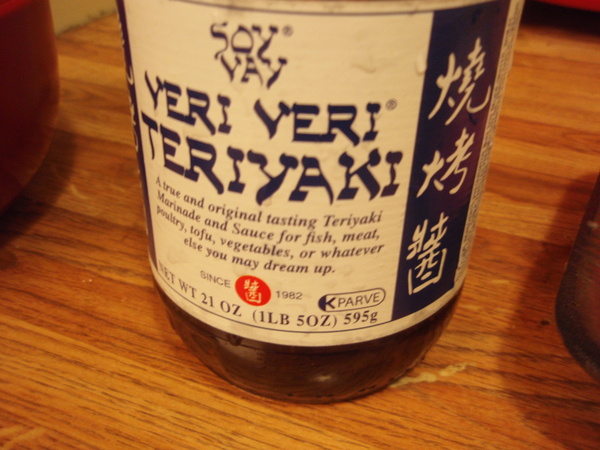 SOY®
VAY
VERI VERI®
TERIYAKI
A true and original tasting Teriyaki
Marinade and Sauce for fish, meat,
poultry, tofu, vegetables, or whatever
else you may dream up.
SINCE 醬 1982 K PARVE
NET WT 21 OZ (1LB 5OZ) 595g
燒烤醬